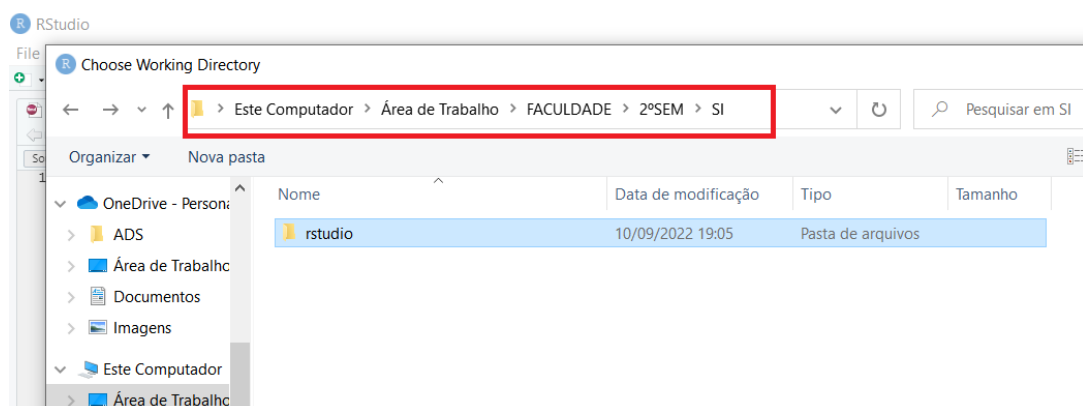 RStudio
File
Choose Working Directory
Este Computador > Área de Trabalho > FACULDADE > 2ºSEM > SI
Pesquisar em SI
Organizar
Nova pasta
So
1
Nome
Data de modificação
Tipo
Tamanho
OneDrive - Persona
rstudio
10/09/2022 19:05
Pasta de arquivos
ADS
Área de Trabalho
Documentos
Imagens
Este Computador
Área de Trabalho